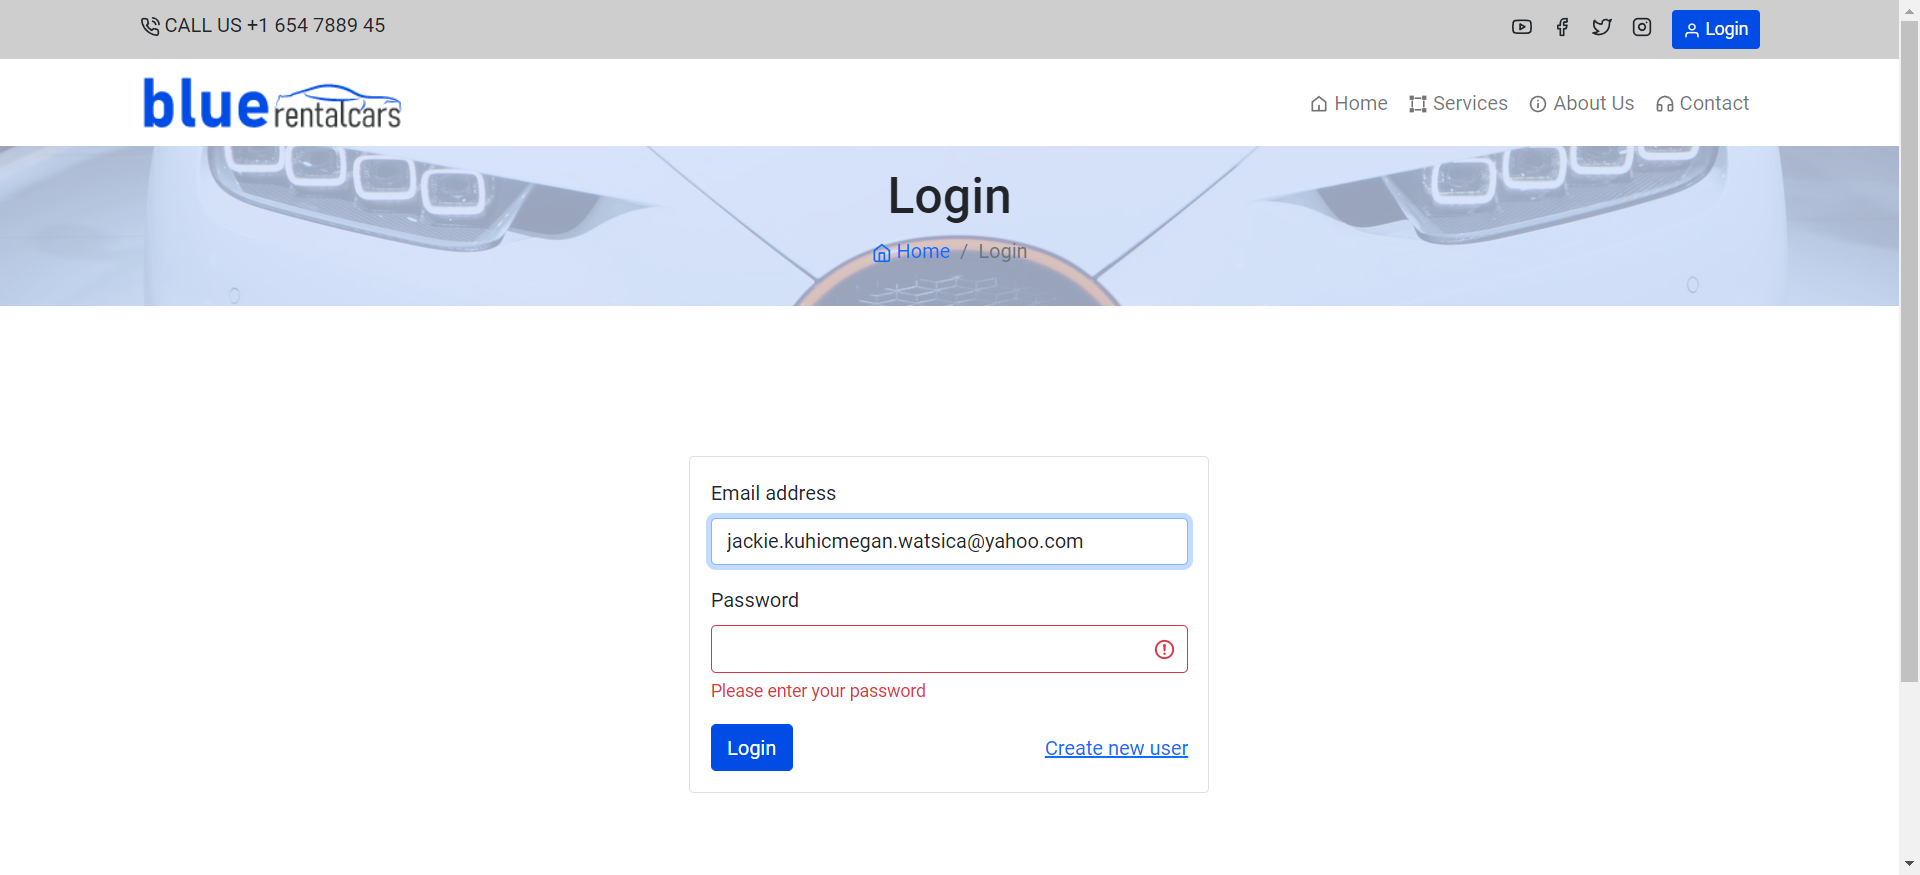 CALL US +1 654 7889 45
Login
blue rentalcars
Home
Services
About Us
Contact
Login
Home / Login
Email address
jackie.kuhicmegan.watsica@yahoo.com
Password
Please enter your password
Login
Create new user